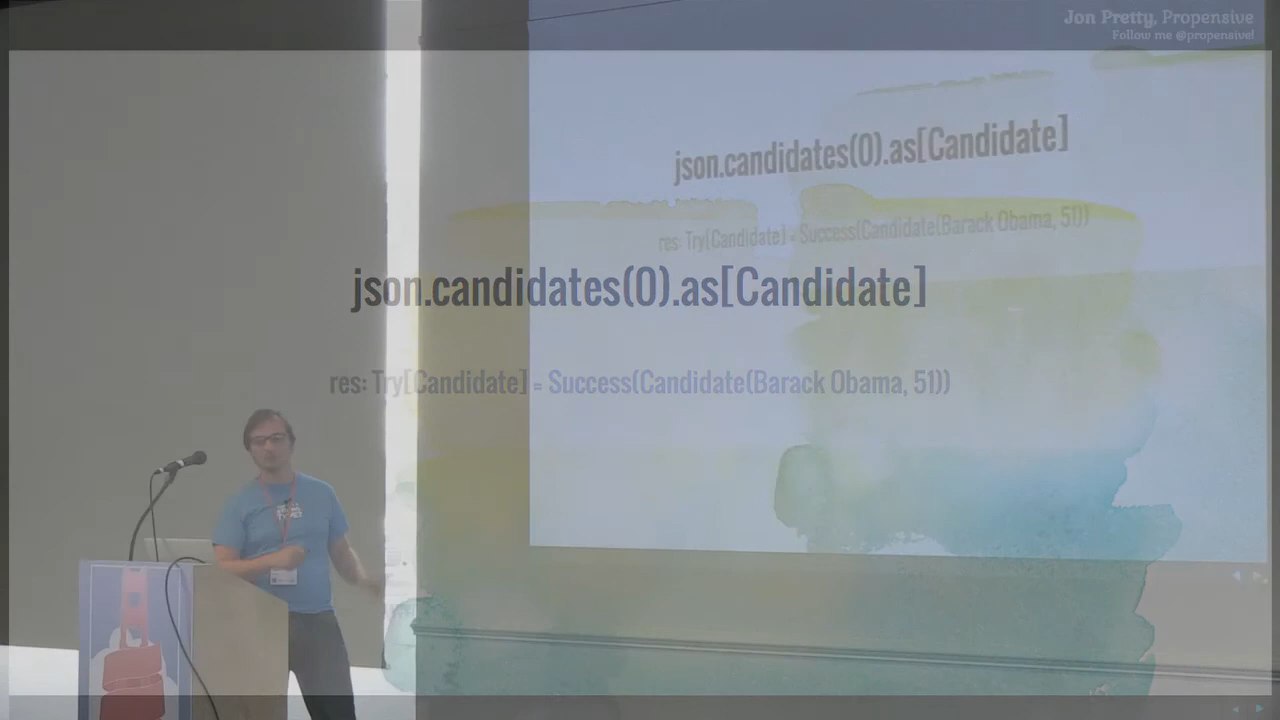 Jon Pretty, Propensive
Follow me @propensive!
json.candidates(0).as[Candidate]
res: Try[Candidate] = Success(Candidate(Barack Obama, 51))
json.candidates(0).as[Candidate]
res: Try[Candidate] = Success(Candidate(Barack Obama, 51))